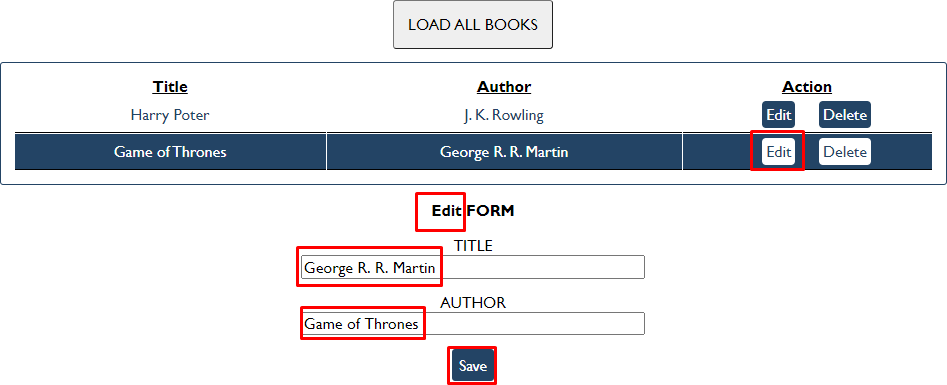 LOAD ALL BOOKS
Title Author Action
Harry Poter J. K. Rowling Edit Delete
Game of Thrones George R. R. Martin Edit Delete
Edit FORM
TITLE
George R. R. Martin
AUTHOR
Game of Thrones
Save